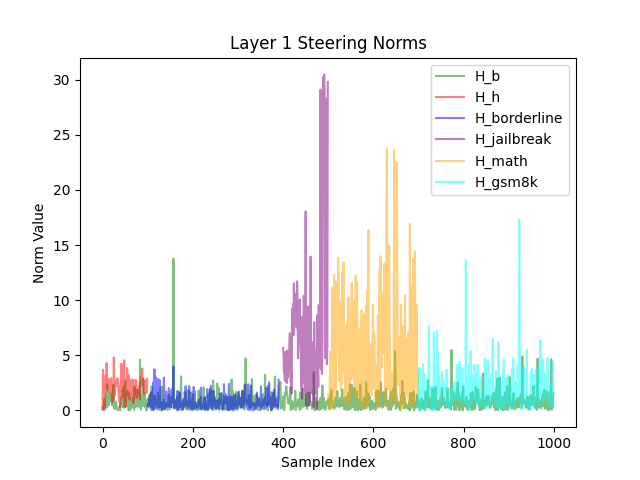 Layer 1 Steering Norms
30
25
20
15
10
5
0
Norm Value
H_b
H_h
H_borderline
H_jailbreak
H_math
H_gsm8k
0
200
400
600
800
1000
Sample Index